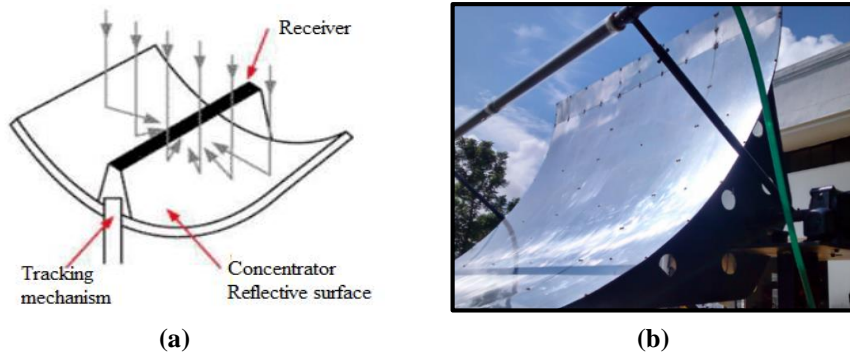 Receiver
Tracking
mechanism
Concentrator
Reflective surface
(a)
(b)